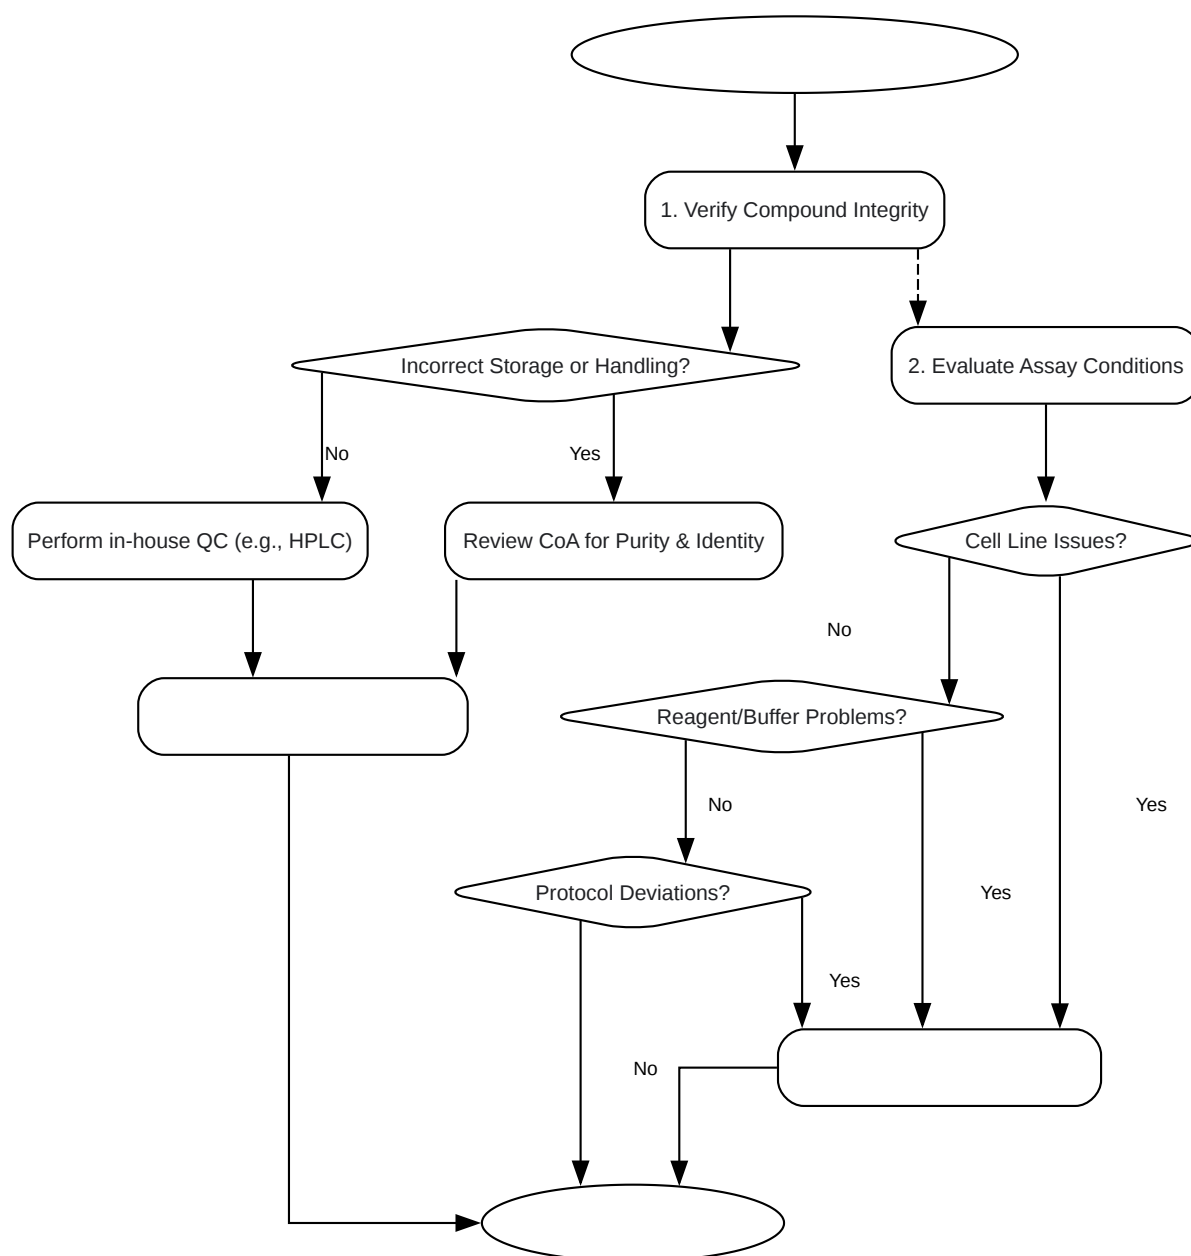 1. Verify Compound Integrity
Incorrect Storage or Handling?
2. Evaluate Assay Conditions
No
Yes
Perform in-house QC (e.g., HPLC)
Review CoA for Purity & Identity
Cell Line Issues?
No
Reagent/Buffer Problems?
No
Yes
Protocol Deviations?
Yes
Yes
No